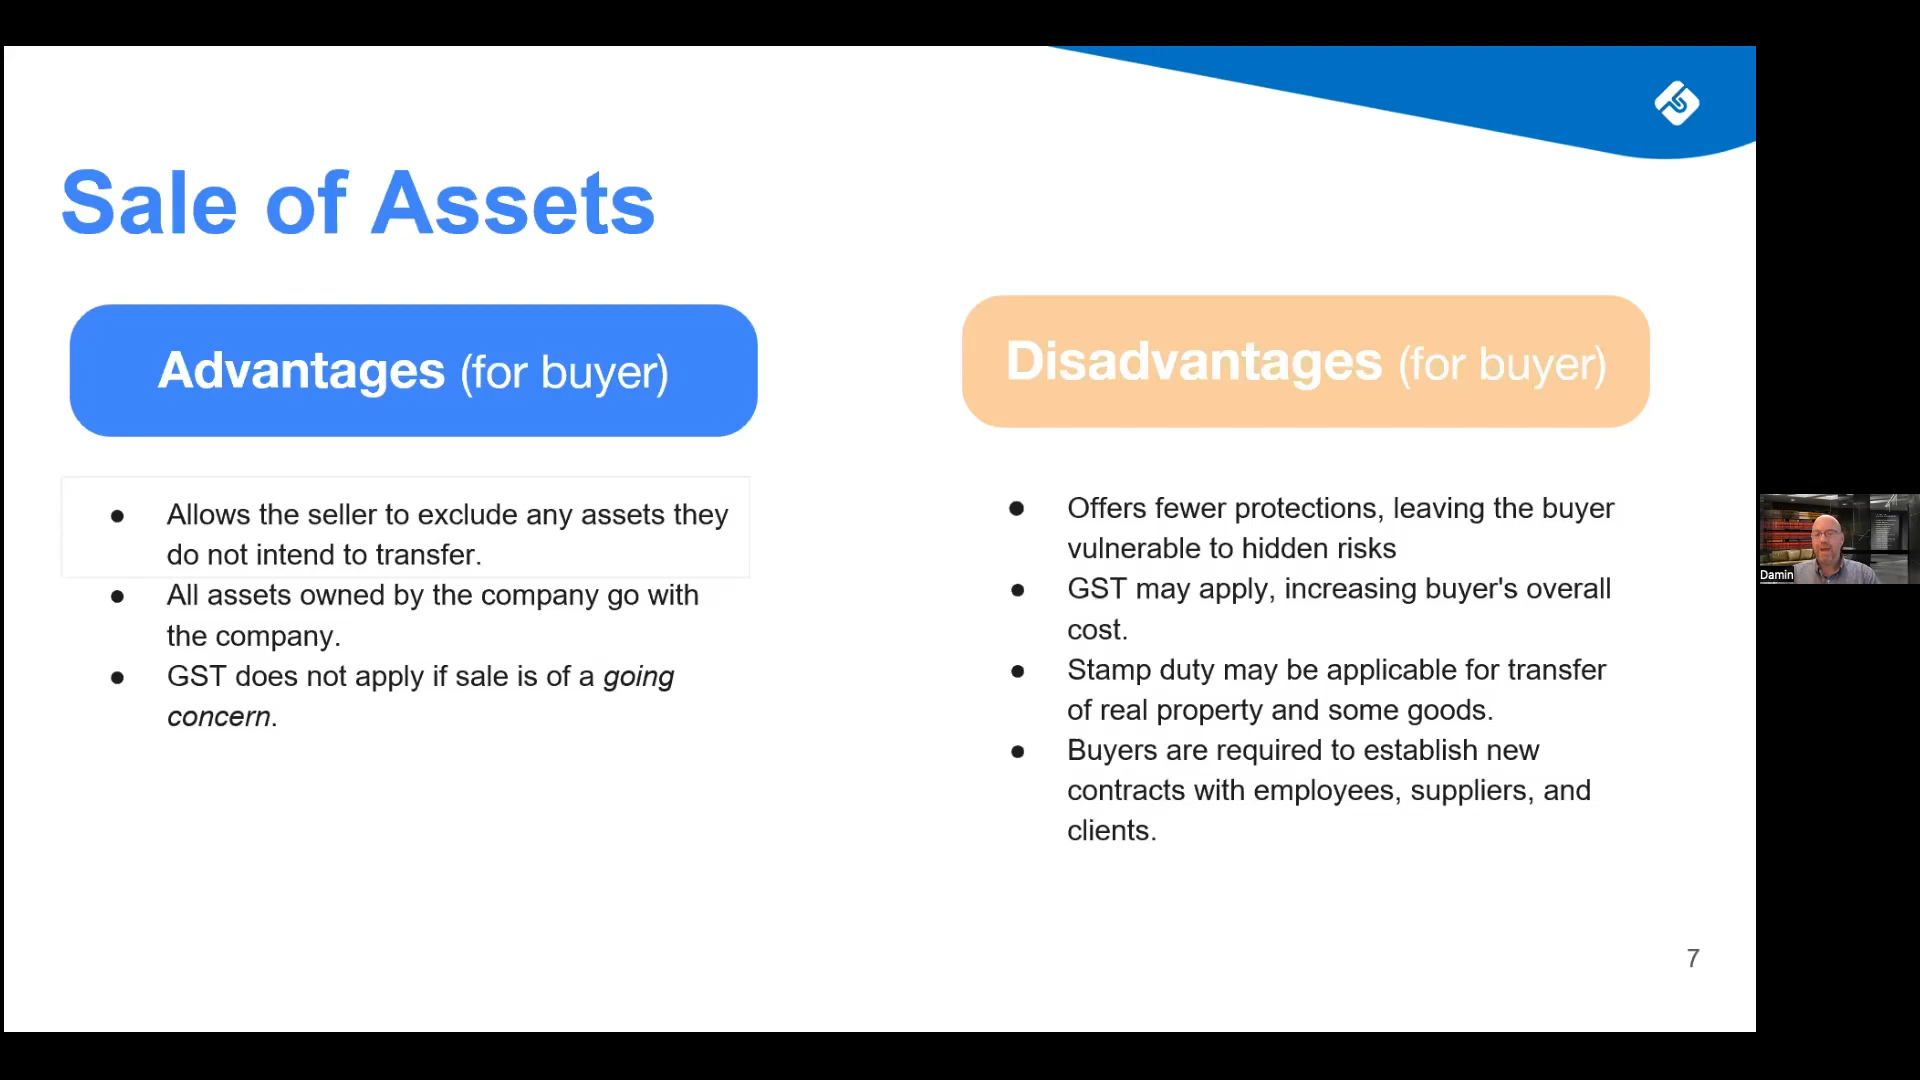 Sale of Assets
Advantages (for buyer)
● Allows the seller to exclude any assets they
do not intend to transfer.
● All assets owned by the company go with
the company.
● GST does not apply if sale is of a going
concern.
Disadvantages (for buyer)
● Offers fewer protections, leaving the buyer
vulnerable to hidden risks
● GST may apply, increasing buyer's overall
cost.
● Stamp duty may be applicable for transfer
of real property and some goods.
● Buyers are required to establish new
contracts with employees, suppliers, and
clients.
7
Damin